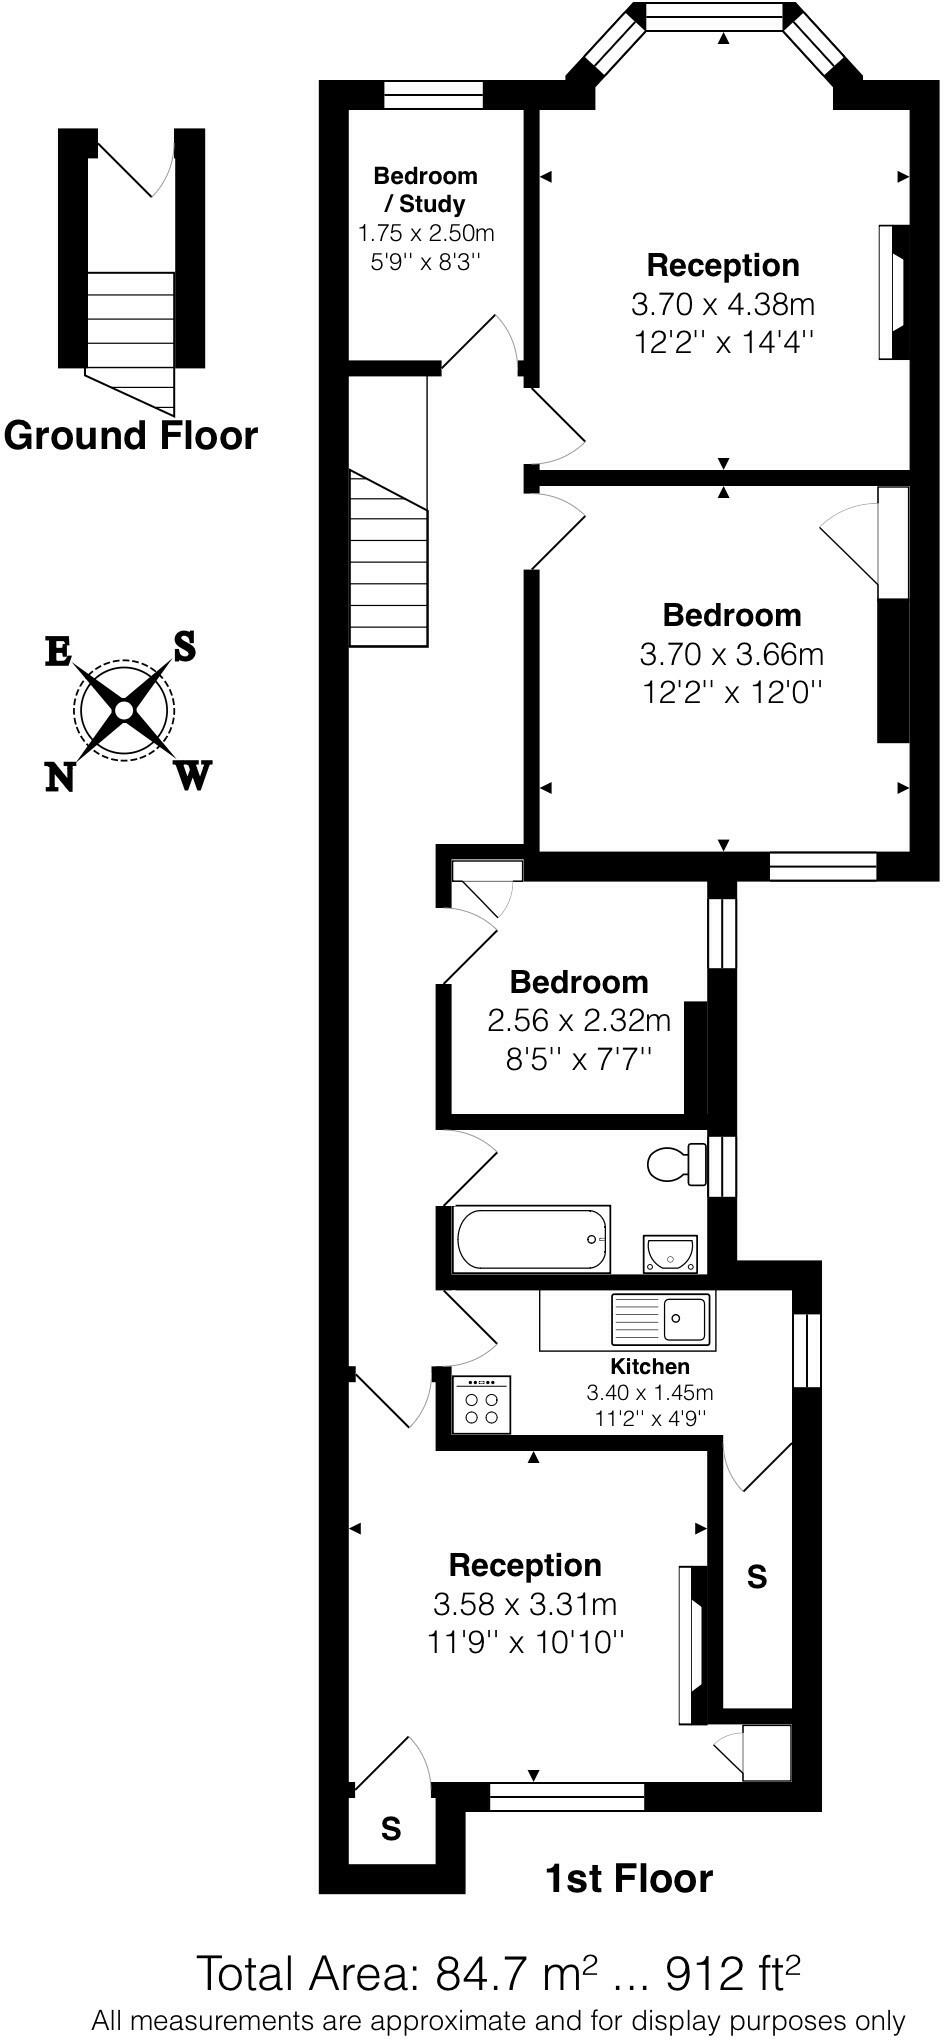 Bedroom
/ Study
1.75 x 2.50m
5'9'' x 8'3''
Reception
3.70 x 4.38m
12'2'' x 14'4''
Ground Floor
Bedroom
3.70 x 3.66m
12'2'' x 12'0''
E S
N W
Bedroom
2.56 x 2.32m
8'5'' x 7'7''
Kitchen
3.40 x 1.45m
11'2'' x 4'9''
Reception
3.58 x 3.31m
11'9'' x 10'10''
S
S
1st Floor
Total Area: 84.7 m² ... 912 ft²
All measurements are approximate and for display purposes only